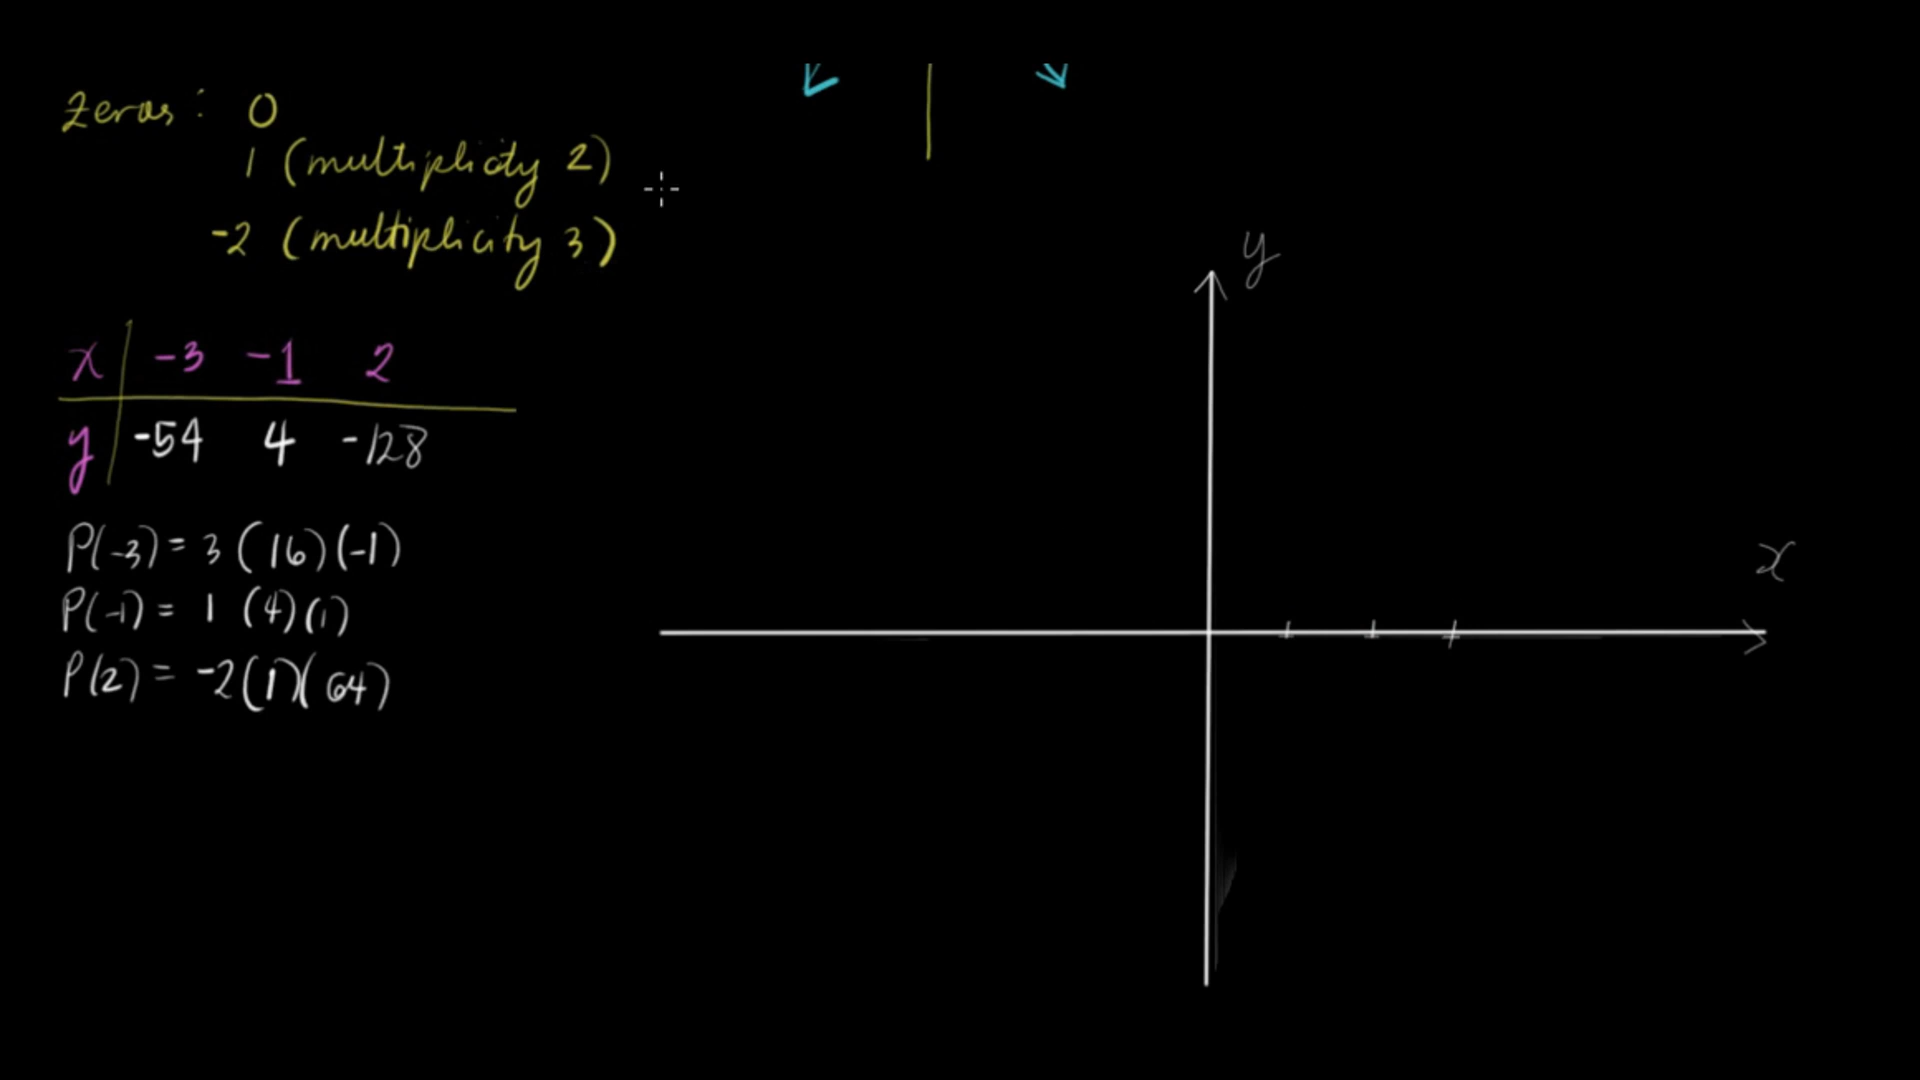 Zeros: 0
1 (multiplicity 2)
-2 (multiplicity 3)
x -3 -1 2
y -54 4 -128
P(-3) = 3 (16)(-1)
P(-1) = 1 (4)(1)
P(2) = -2(1)(64)
y
x